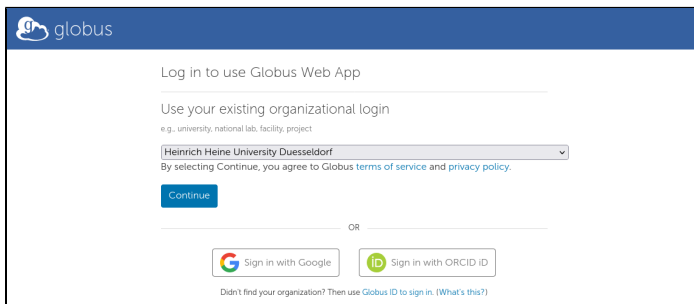 globus
Log in to use Globus Web App
Use your existing organizational login
e.g., university, national lab, facility, project
Heinrich Heine University Duesseldorf
By selecting Continue, you agree to Globus terms of service and privacy policy.
Continue
OR
Sign in with Google
iD Sign in with ORCID iD
Didn't find your organization? Then use Globus ID to sign in. (What's this?)